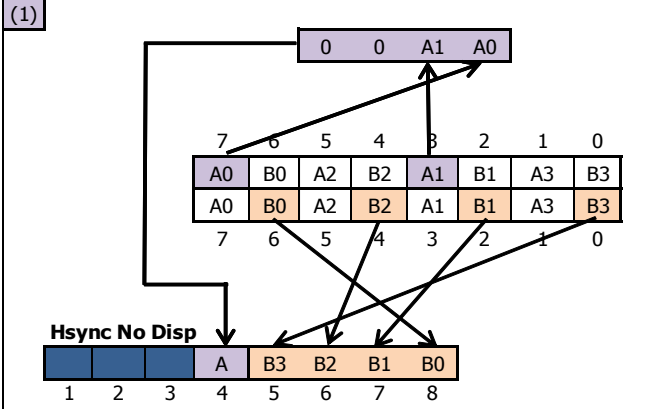 (1)
0 0 A1 A0
7 6 5 4 3 2 1 0
A0 B0 A2 B2 A1 B1 A3 B3
A0 B0 A2 B2 A1 B1 A3 B3
7 6 5 4 3 2 1 0
Hsync No Disp
A B3 B2 B1 B0
1 2 3 4 5 6 7 8